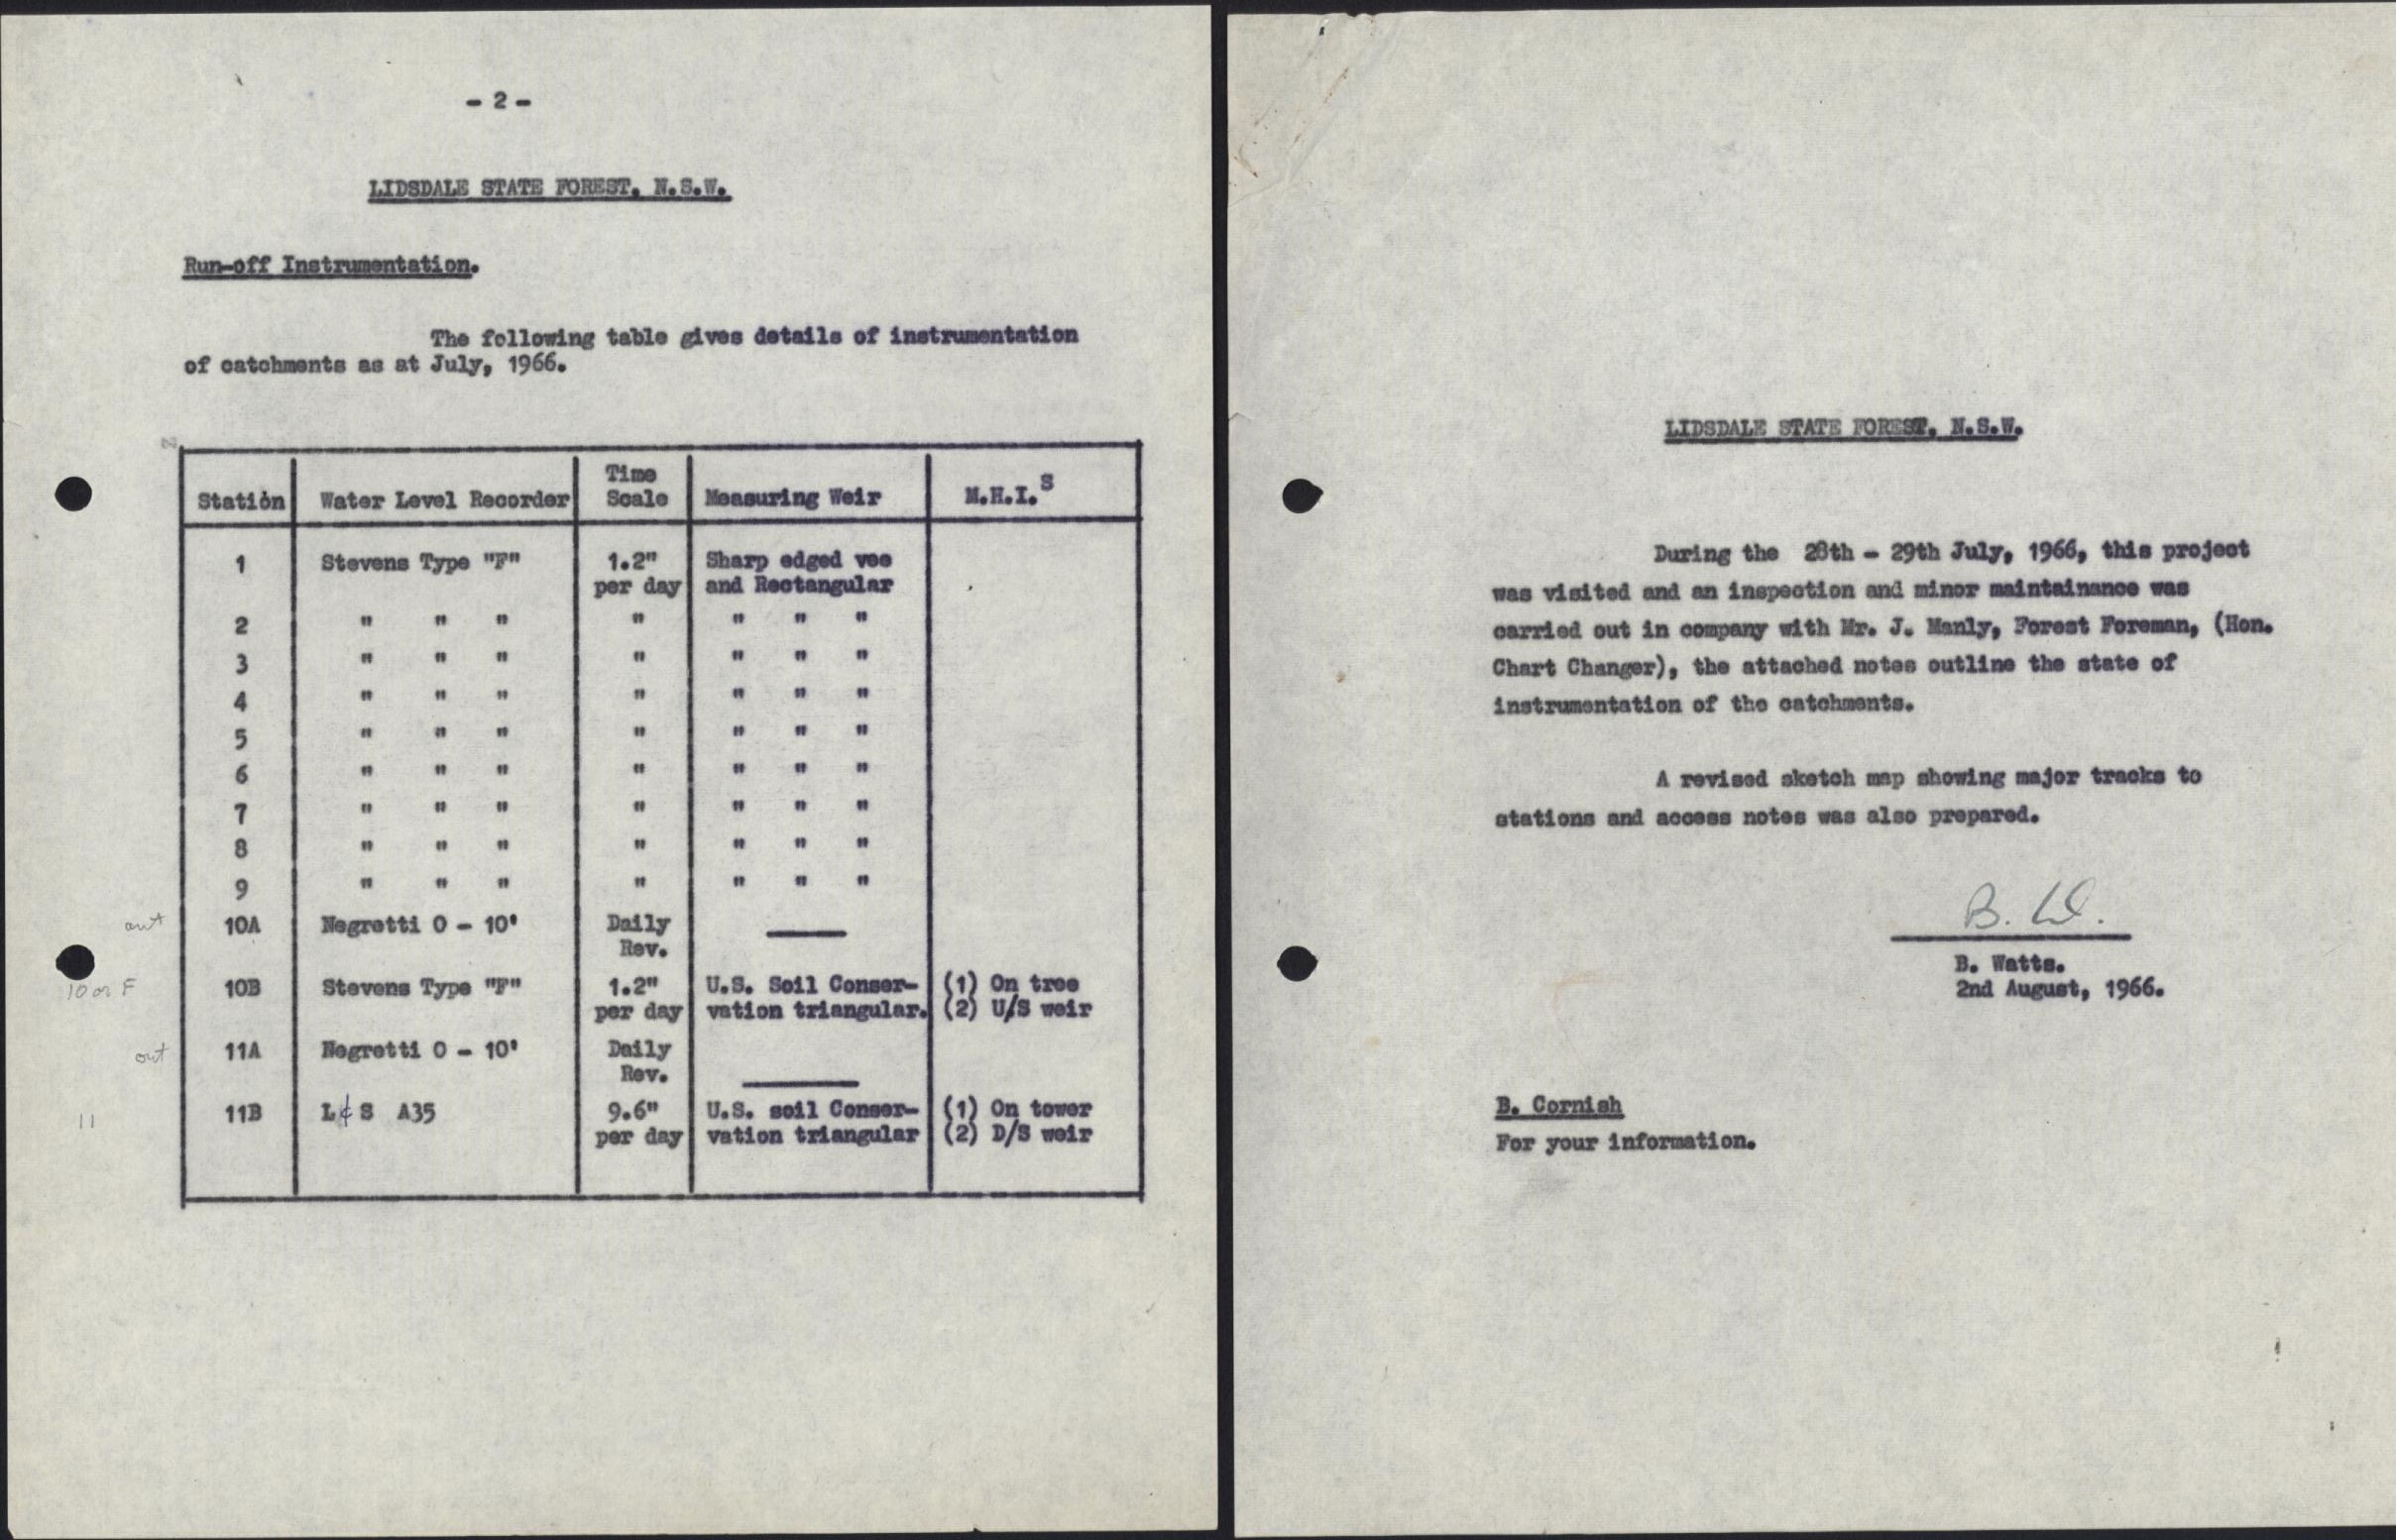 - 2 -
LIDSDALE STATE FOREST, N.S.W.
Run-off Instrumentation.
The following table gives details of instrumentation
of catchments as at July, 1966.
Station Water Level Recorder Time Scale Measuring Weir M.H.I.S
1 Stevens Type "F" 1.2" Sharp edged vee
per day and Rectangular
2 " " " " " " "
3 " " " " " " "
4 " " " " " " "
5 " " " " " " "
6 " " " " " " "
7 " " " " " " "
8 " " " " " " "
9 " " " " " " "
out 10A Negretti 0 - 10' Daily
Rev.
10 or F 10B Stevens Type "F" 1.2" U.S. Soil Conser- (1) On tree
per day vation triangular. (2) U/S weir
out 11A Negretti 0 - 10' Daily
Rev.
11 11B L & S A35 9.6" U.S. soil Conser- (1) On tower
per day vation triangular (2) D/S weir
LIDSDALE STATE FOREST, N.S.W.
During the 28th - 29th July, 1966, this project
was visited and an inspection and minor maintainance was
carried out in company with Mr. J. Manly, Forest Foreman, (Hon.
Chart Changer), the attached notes outline the state of
instrumentation of the catchments.
A revised sketch map showing major tracks to
stations and access notes was also prepared.
B. W.
B. Watts.
2nd August, 1966.
B. Cornish
For your information.